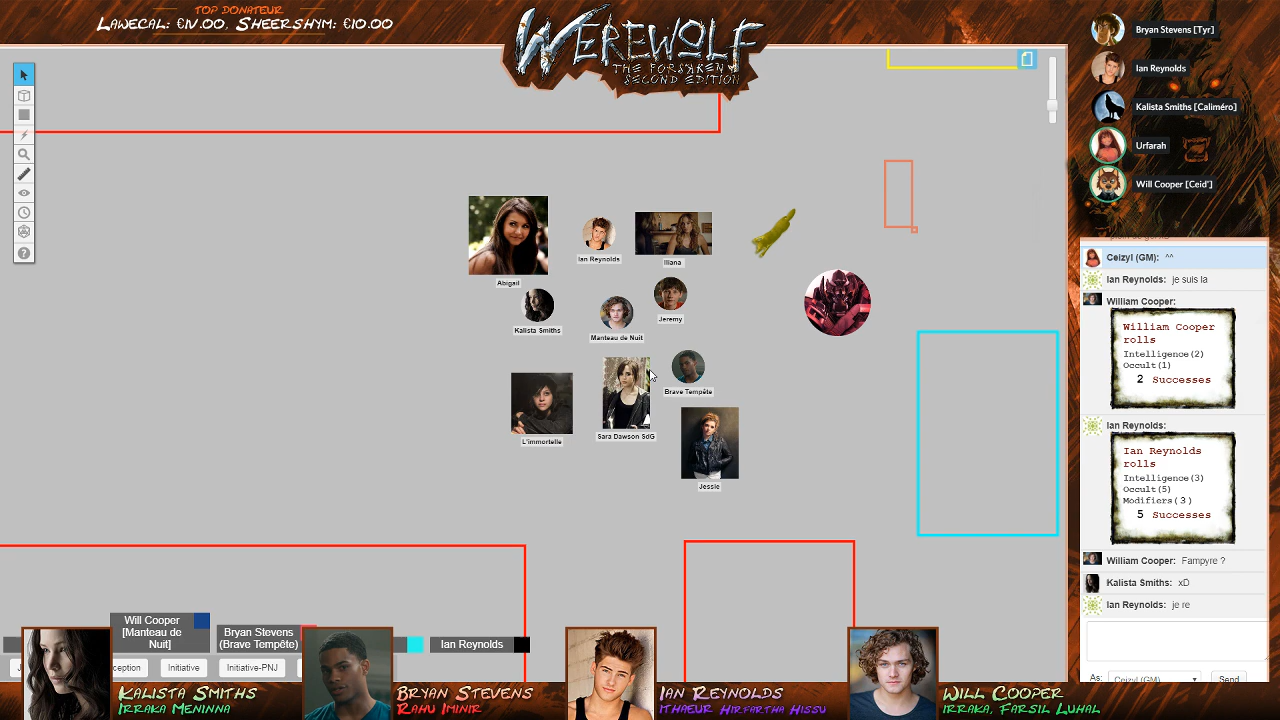 TOP DONATEUR
LAWECAL: €IV.00, SHEERSHYM: €10.00
WEREWOLF
THE FORSAKEN
SECOND EDITION
Bryan Stevens [Tyr]
Ian Reynolds
Kalista Smiths [Caliméro]
Urfarah
Will Cooper [Ceid']
Abigail
Ian Reynolds
Iliana
Kalista Smiths
Manteau de Nuit
Jeremy
L'immortelle
Sara Dawson SdG
Brave Tempête
Jessie
Ceizyl (GM): ^^
Ian Reynolds: je suis la
William Cooper:
William Cooper
rolls
Intelligence(2)
Occult(1)
2 Successes
Ian Reynolds:
Ian Reynolds
rolls
Intelligence(3)
Occult(5)
Modifiers(3)
5 Successes
William Cooper: Fampyre ?
Kalista Smiths: xD
Ian Reynolds: je re
As: Ceizyl (GM) Send
Will Cooper
[Manteau de
Nuit]
Bryan Stevens
(Brave Tempête)
Ian Reynolds
Initiative
Initiative-PNJ
KALISTA SMITHS
IRRAKA MENINNA
BRYAN STEVENS
RAHU IMINIR
IAN REYNOLDS
ITHAEUR HIRFARTHA HISSU
WILL COOPER
IRRAKA, FARSIL LUHAL